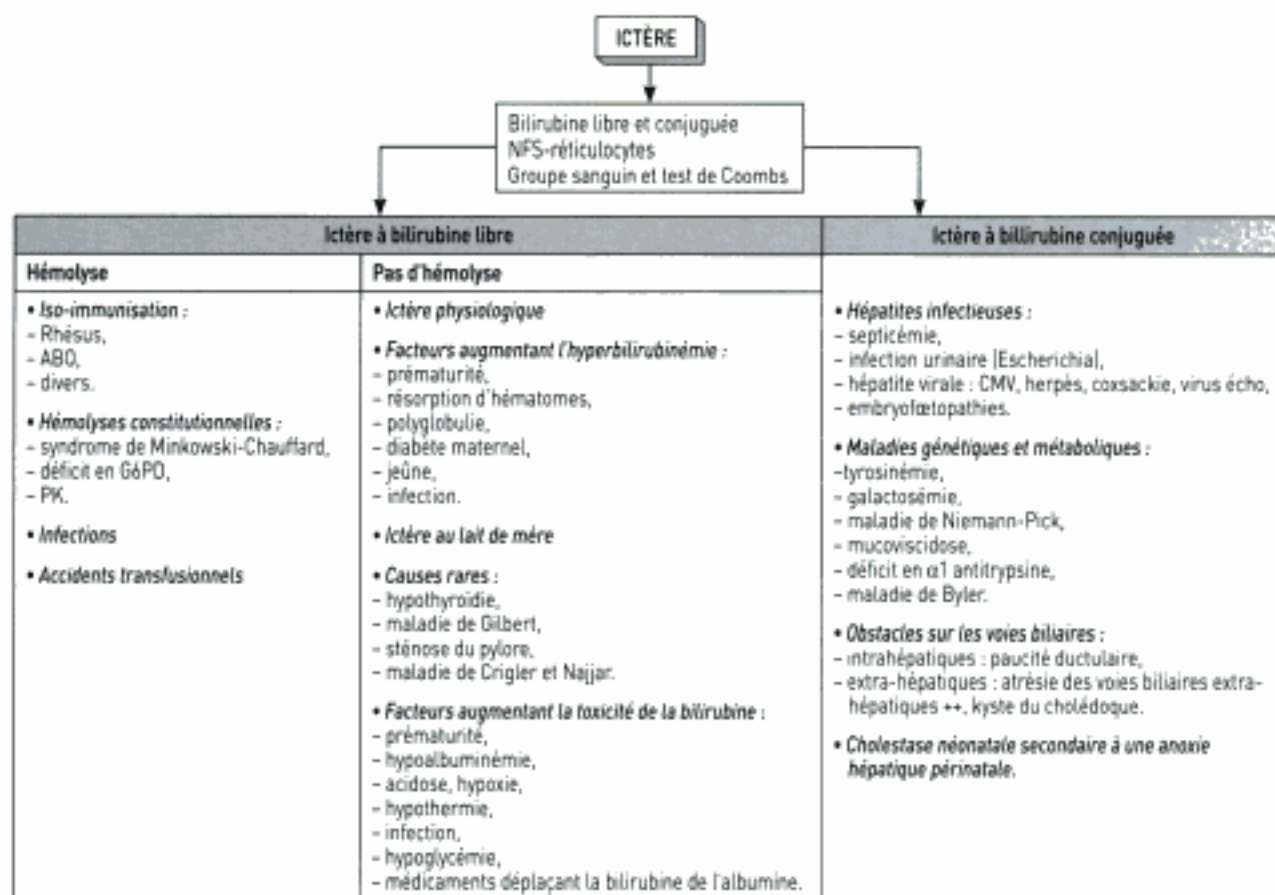 ICTÈRE
Bilirubine libre et conjuguée
NFS-réticulocytes
Groupe sanguin et test de Coombs
Ictère à bilirubine libre
Hémolyse
• Iso-immunisation :
– Rhésus,
– ABO,
– divers.
• Hémolyses constitutionnelles :
– syndrome de Minkowski-Chauffard,
– déficit en G6PD,
– PK.
• Infections
• Accidents transfusionnels
Pas d'hémolyse
• Ictère physiologique
• Facteurs augmentant l'hyperbilirubinémie :
– prématurité,
– résorption d'hématomes,
– polyglobulie,
– diabète maternel,
– jeûne,
– infection.
• Ictère au lait de mère
• Causes rares :
– hypothyroïdie,
– maladie de Gilbert,
– sténose du pylore,
– maladie de Crigler et Najjar.
• Facteurs augmentant la toxicité de la bilirubine :
– prématurité,
– hypoalbuminémie,
– acidose, hypoxie,
– hypothermie,
– infection,
– hypoglycémie,
– médicaments déplaçant la bilirubine de l'albumine.
Ictère à billirubine conjuguée
• Hépatites infectieuses :
– septicémie,
– infection urinaire (Escherichia),
– hépatite virale : CMV, herpès, coxsackie, virus écho,
– embryofœtopathies.
• Maladies génétiques et métaboliques :
–tyrosinémie,
– galactosémie,
– maladie de Niemann-Pick,
– mucoviscidose,
– déficit en α1 antitrypsine,
– maladie de Byler.
• Obstacles sur les voies biliaires :
– intrahépatiques : paucité ductulaire,
– extra-hépatiques : atrésie des voies biliaires extra-
hépatiques ++, kyste du cholédoque.
• Cholestase néonatale secondaire à une anoxie
hépatique périnatale.